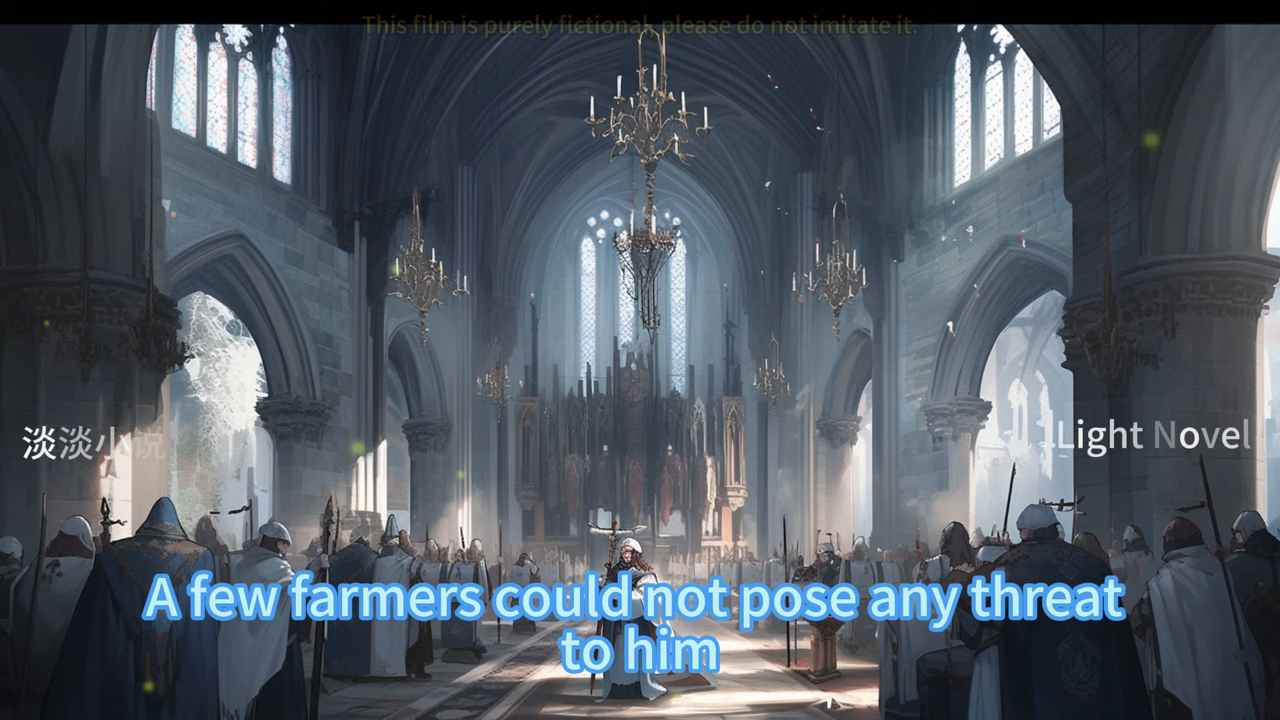 This film is purely fictional, please do not imitate it.
淡淡小说
Light Novel
A few farmers could not pose any threat
to him